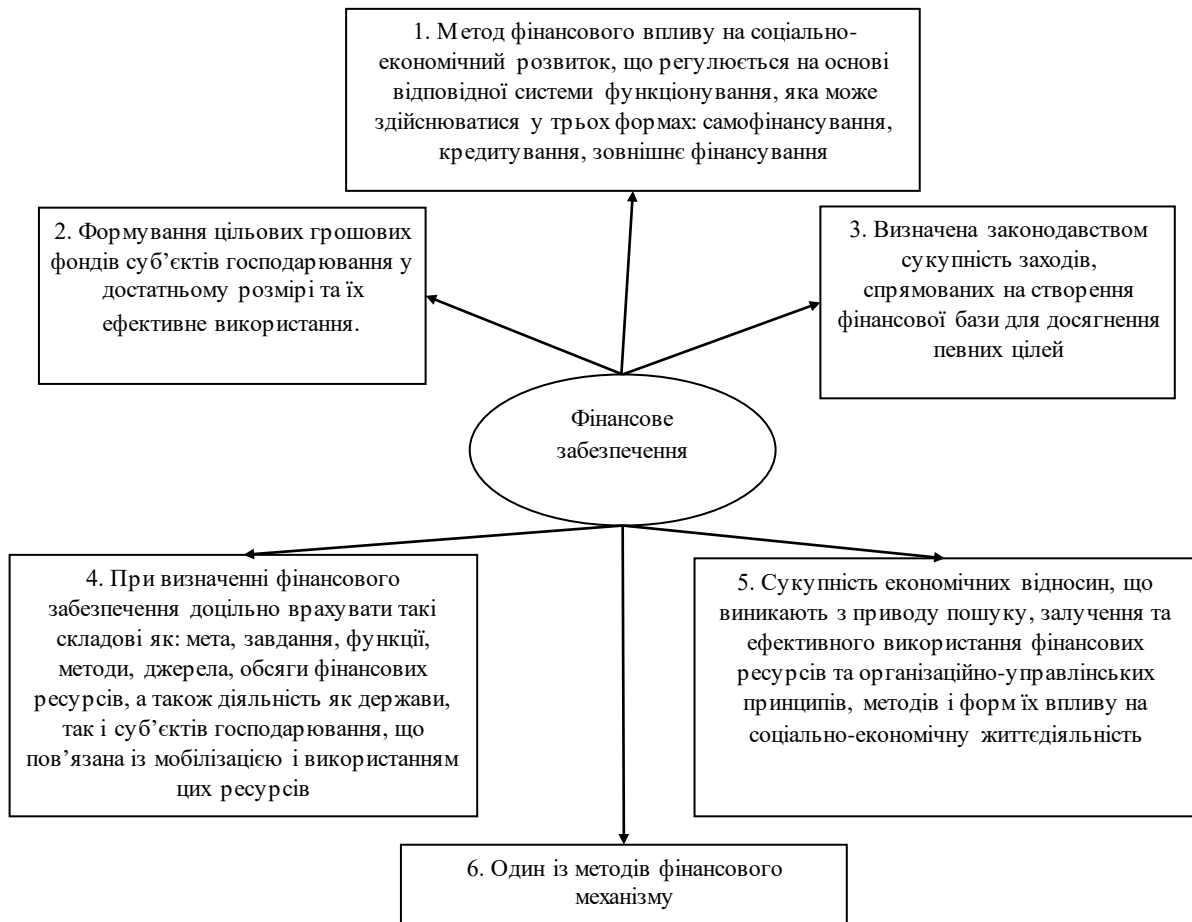 1. Метод фінансового впливу на соціально-
економічний розвиток, що регулюється на основі
відповідної системи функціонування, яка може
здійснюватися у трьох формах: самофінансування,
кредитування, зовнішнє фінансування
2. Формування цільових грошових
фондів суб’єктів господарювання у
достатньому розмірі та їх
ефективне використання.
3. Визначена законодавством
сукупність заходів,
спрямованих на створення
фінансової бази для досягнення
певних цілей
Фінансове
забезпечення
4. При визначенні фінансового
забезпечення доцільно врахувати такі
складові як: мета, завдання, функції,
методи, джерела, обсяги фінансових
ресурсів, а також діяльність як держави,
так і суб’єктів господарювання, що
пов’язана із мобілізацією і використанням
цих ресурсів
5. Сукупність економічних відносин, що
виникають з приводу пошуку, залучення та
ефективного використання фінансових
ресурсів та організаційно-управлінських
принципів, методів і форм їх впливу на
соціально-економічну життєдіяльність
6. Один із методів фінансового
механізму